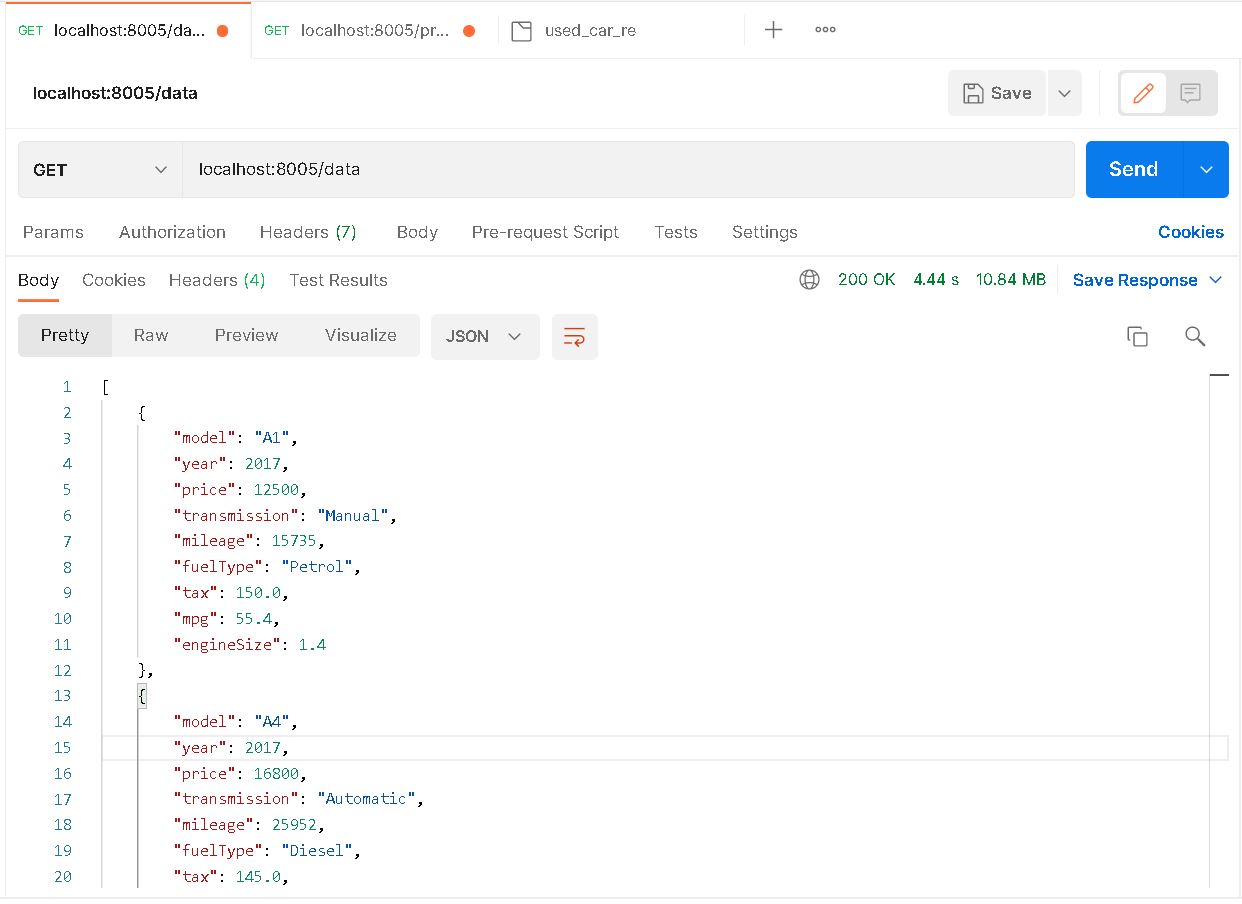 GET localhost:8005/da... GET localhost:8005/pr... used_car_re
localhost:8005/data Save
GET localhost:8005/data Send
Params Authorization Headers (7) Body Pre-request Script Tests Settings Cookies
Body Cookies Headers (4) Test Results 200 OK 4.44 s 10.84 MB Save Response
Pretty Raw Preview Visualize JSON
1 [
2 {
3 "model": "A1",
4 "year": 2017,
5 "price": 12500,
6 "transmission": "Manual",
7 "mileage": 15735,
8 "fuelType": "Petrol",
9 "tax": 150.0,
10 "mpg": 55.4,
11 "engineSize": 1.4
12 },
13 {
14 "model": "A4",
15 "year": 2017,
16 "price": 16800,
17 "transmission": "Automatic",
18 "mileage": 25952,
19 "fuelType": "Diesel",
20 "tax": 145.0,